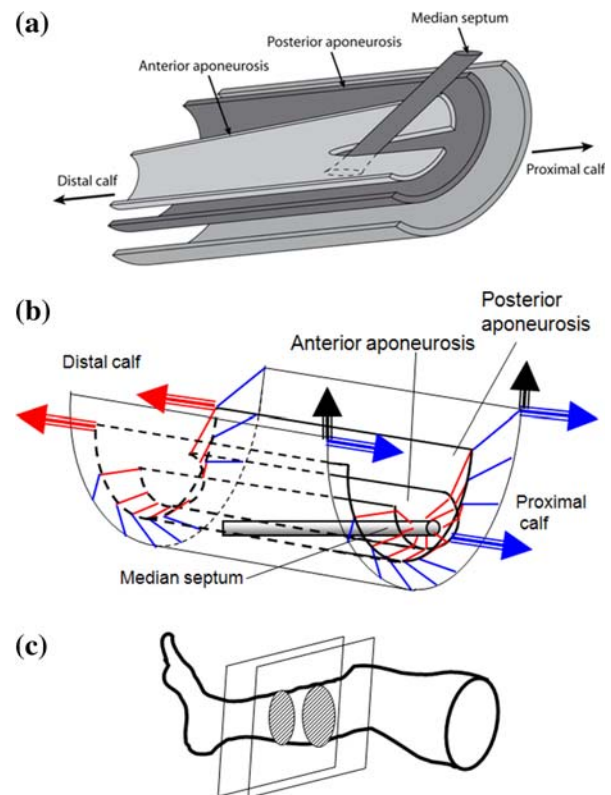 (a)
Median septum
Posterior aponeurosis
Anterior aponeurosis
Distal calf
Proximal calf
(b)
Posterior
aponeurosis
Anterior aponeurosis
Distal calf
Proximal
calf
Median septum
(c)